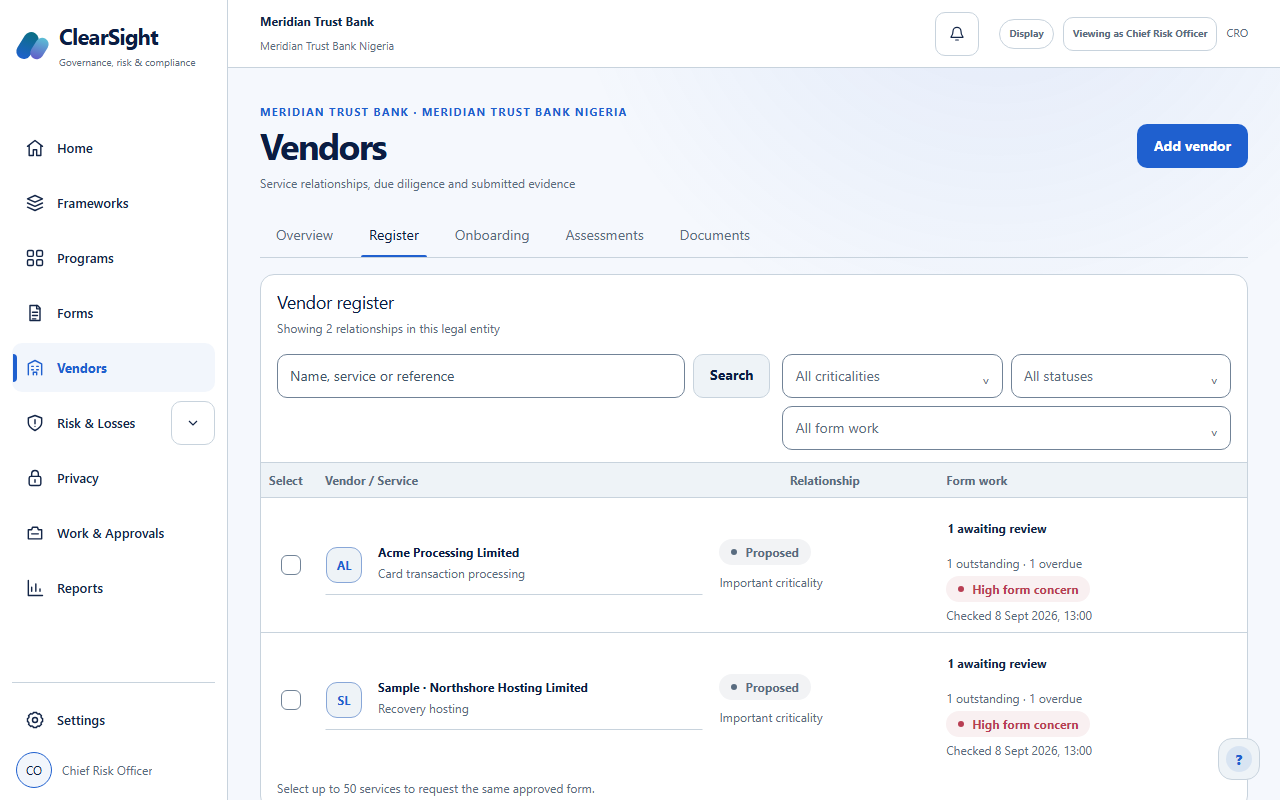 ClearSight
Governance, risk & compliance
Home
Frameworks
Programs
Forms
Vendors
Risk & Losses
Privacy
Work & Approvals
Reports
Settings
CO
Chief Risk Officer
Meridian Trust Bank
Meridian Trust Bank Nigeria
Display
Viewing as Chief Risk Officer
CRO
MERIDIAN TRUST BANK · MERIDIAN TRUST BANK NIGERIA
Vendors
Service relationships, due diligence and submitted evidence
Add vendor
Overview
Register
Onboarding
Assessments
Documents
Vendor register
Showing 2 relationships in this legal entity
Name, service or reference
Search
All criticalities
All statuses
All form work
Select
Vendor / Service
Relationship
Form work
AL
Acme Processing Limited
Card transaction processing
Proposed
Important criticality
1 awaiting review
1 outstanding · 1 overdue
High form concern
Checked 8 Sept 2026, 13:00
SL
Sample · Northshore Hosting Limited
Recovery hosting
Proposed
Important criticality
1 awaiting review
1 outstanding · 1 overdue
High form concern
Checked 8 Sept 2026, 13:00
Select up to 50 services to request the same approved form.
?